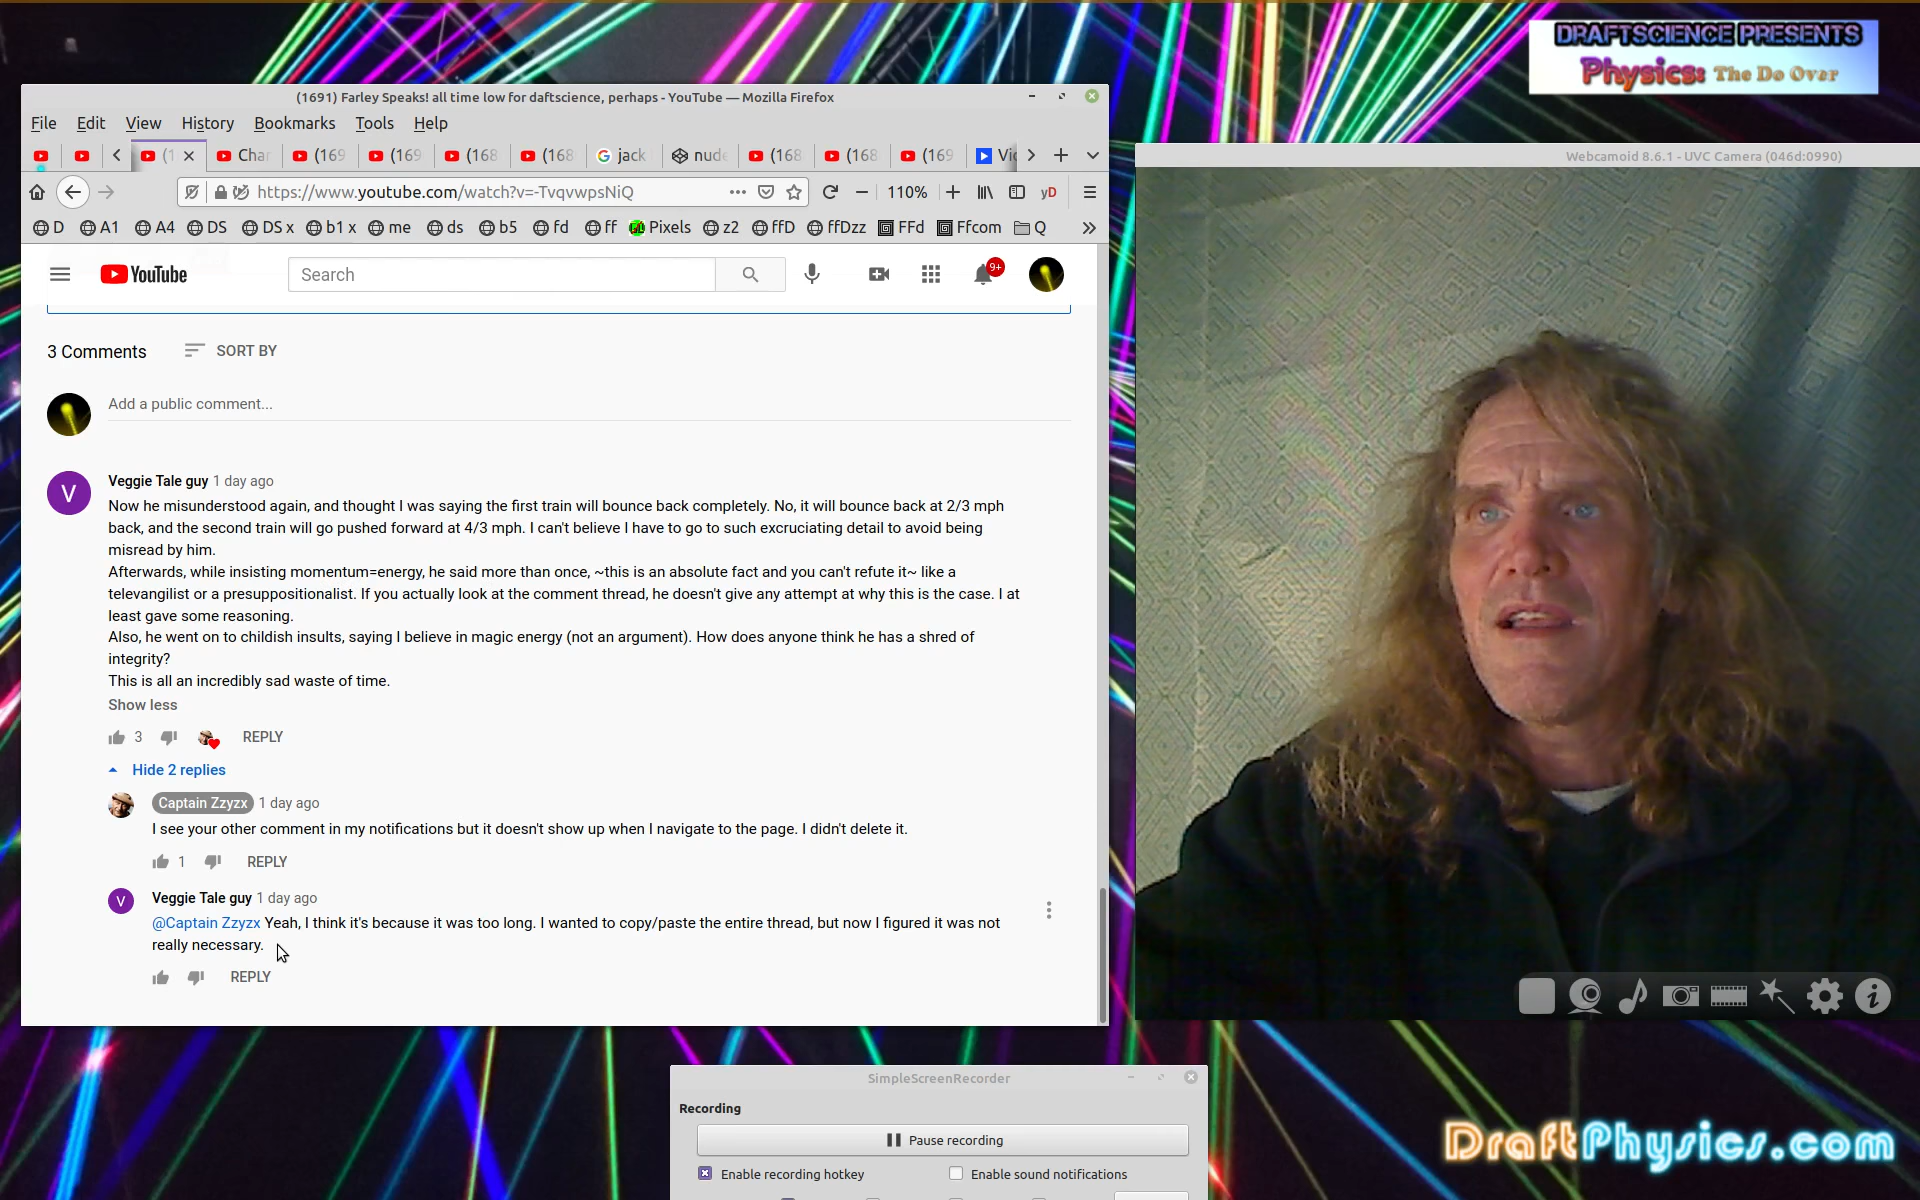 DRAFTSCIENCE PRESENTS
Physics: The Do Over
(1691) Farley Speaks! all time low for daftscience, perhaps - YouTube — Mozilla Firefox
File Edit View History Bookmarks Tools Help
(1 Char (169 (169 (168 (168 jack nude (168 (168 (169 Vic
https://www.youtube.com/watch?v=-TvqvwpsNiQ 110% yD
D A1 A4 DS DS x b1 x me ds b5 fd ff Pixels z2 ffD ffDzz FFd Ffcom Q
YouTube Search 9+
3 Comments SORT BY
Add a public comment...
V Veggie Tale guy 1 day ago
Now he misunderstood again, and thought I was saying the first train will bounce back completely. No, it will bounce back at 2/3 mph
back, and the second train will go pushed forward at 4/3 mph. I can't believe I have to go to such excruciating detail to avoid being
misread by him.
Afterwards, while insisting momentum=energy, he said more than once, ~this is an absolute fact and you can't refute it~ like a
televangilist or a presuppositionalist. If you actually look at the comment thread, he doesn't give any attempt at why this is the case. I at
least gave some reasoning.
Also, he went on to childish insults, saying I believe in magic energy (not an argument). How does anyone think he has a shred of
integrity?
This is all an incredibly sad waste of time.
Show less
3 REPLY
Hide 2 replies
Captain Zzyzx 1 day ago
I see your other comment in my notifications but it doesn't show up when I navigate to the page. I didn't delete it.
1 REPLY
V Veggie Tale guy 1 day ago
@Captain Zzyzx Yeah, I think it's because it was too long. I wanted to copy/paste the entire thread, but now I figured it was not
really necessary.
REPLY
Webcamoid 8.6.1 - UVC Camera (046d:0990)
SimpleScreenRecorder
Recording
Pause recording
Enable recording hotkey Enable sound notifications
DraftPhysics.com